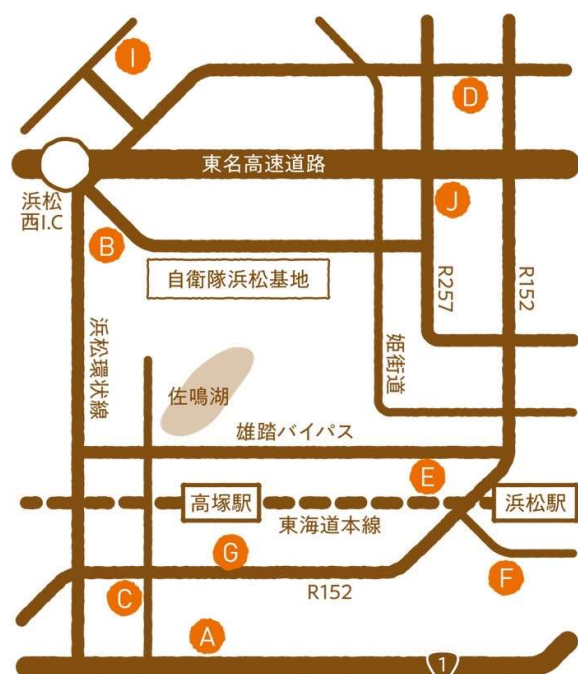 I
D
東名高速道路
浜松
西I.C
J
B
自衛隊浜松基地
R257
R152
浜松環状線
姫街道
佐鳴湖
雄踏バイパス
E
高塚駅
浜松駅
東海道本線
G
F
C
R152
A
1